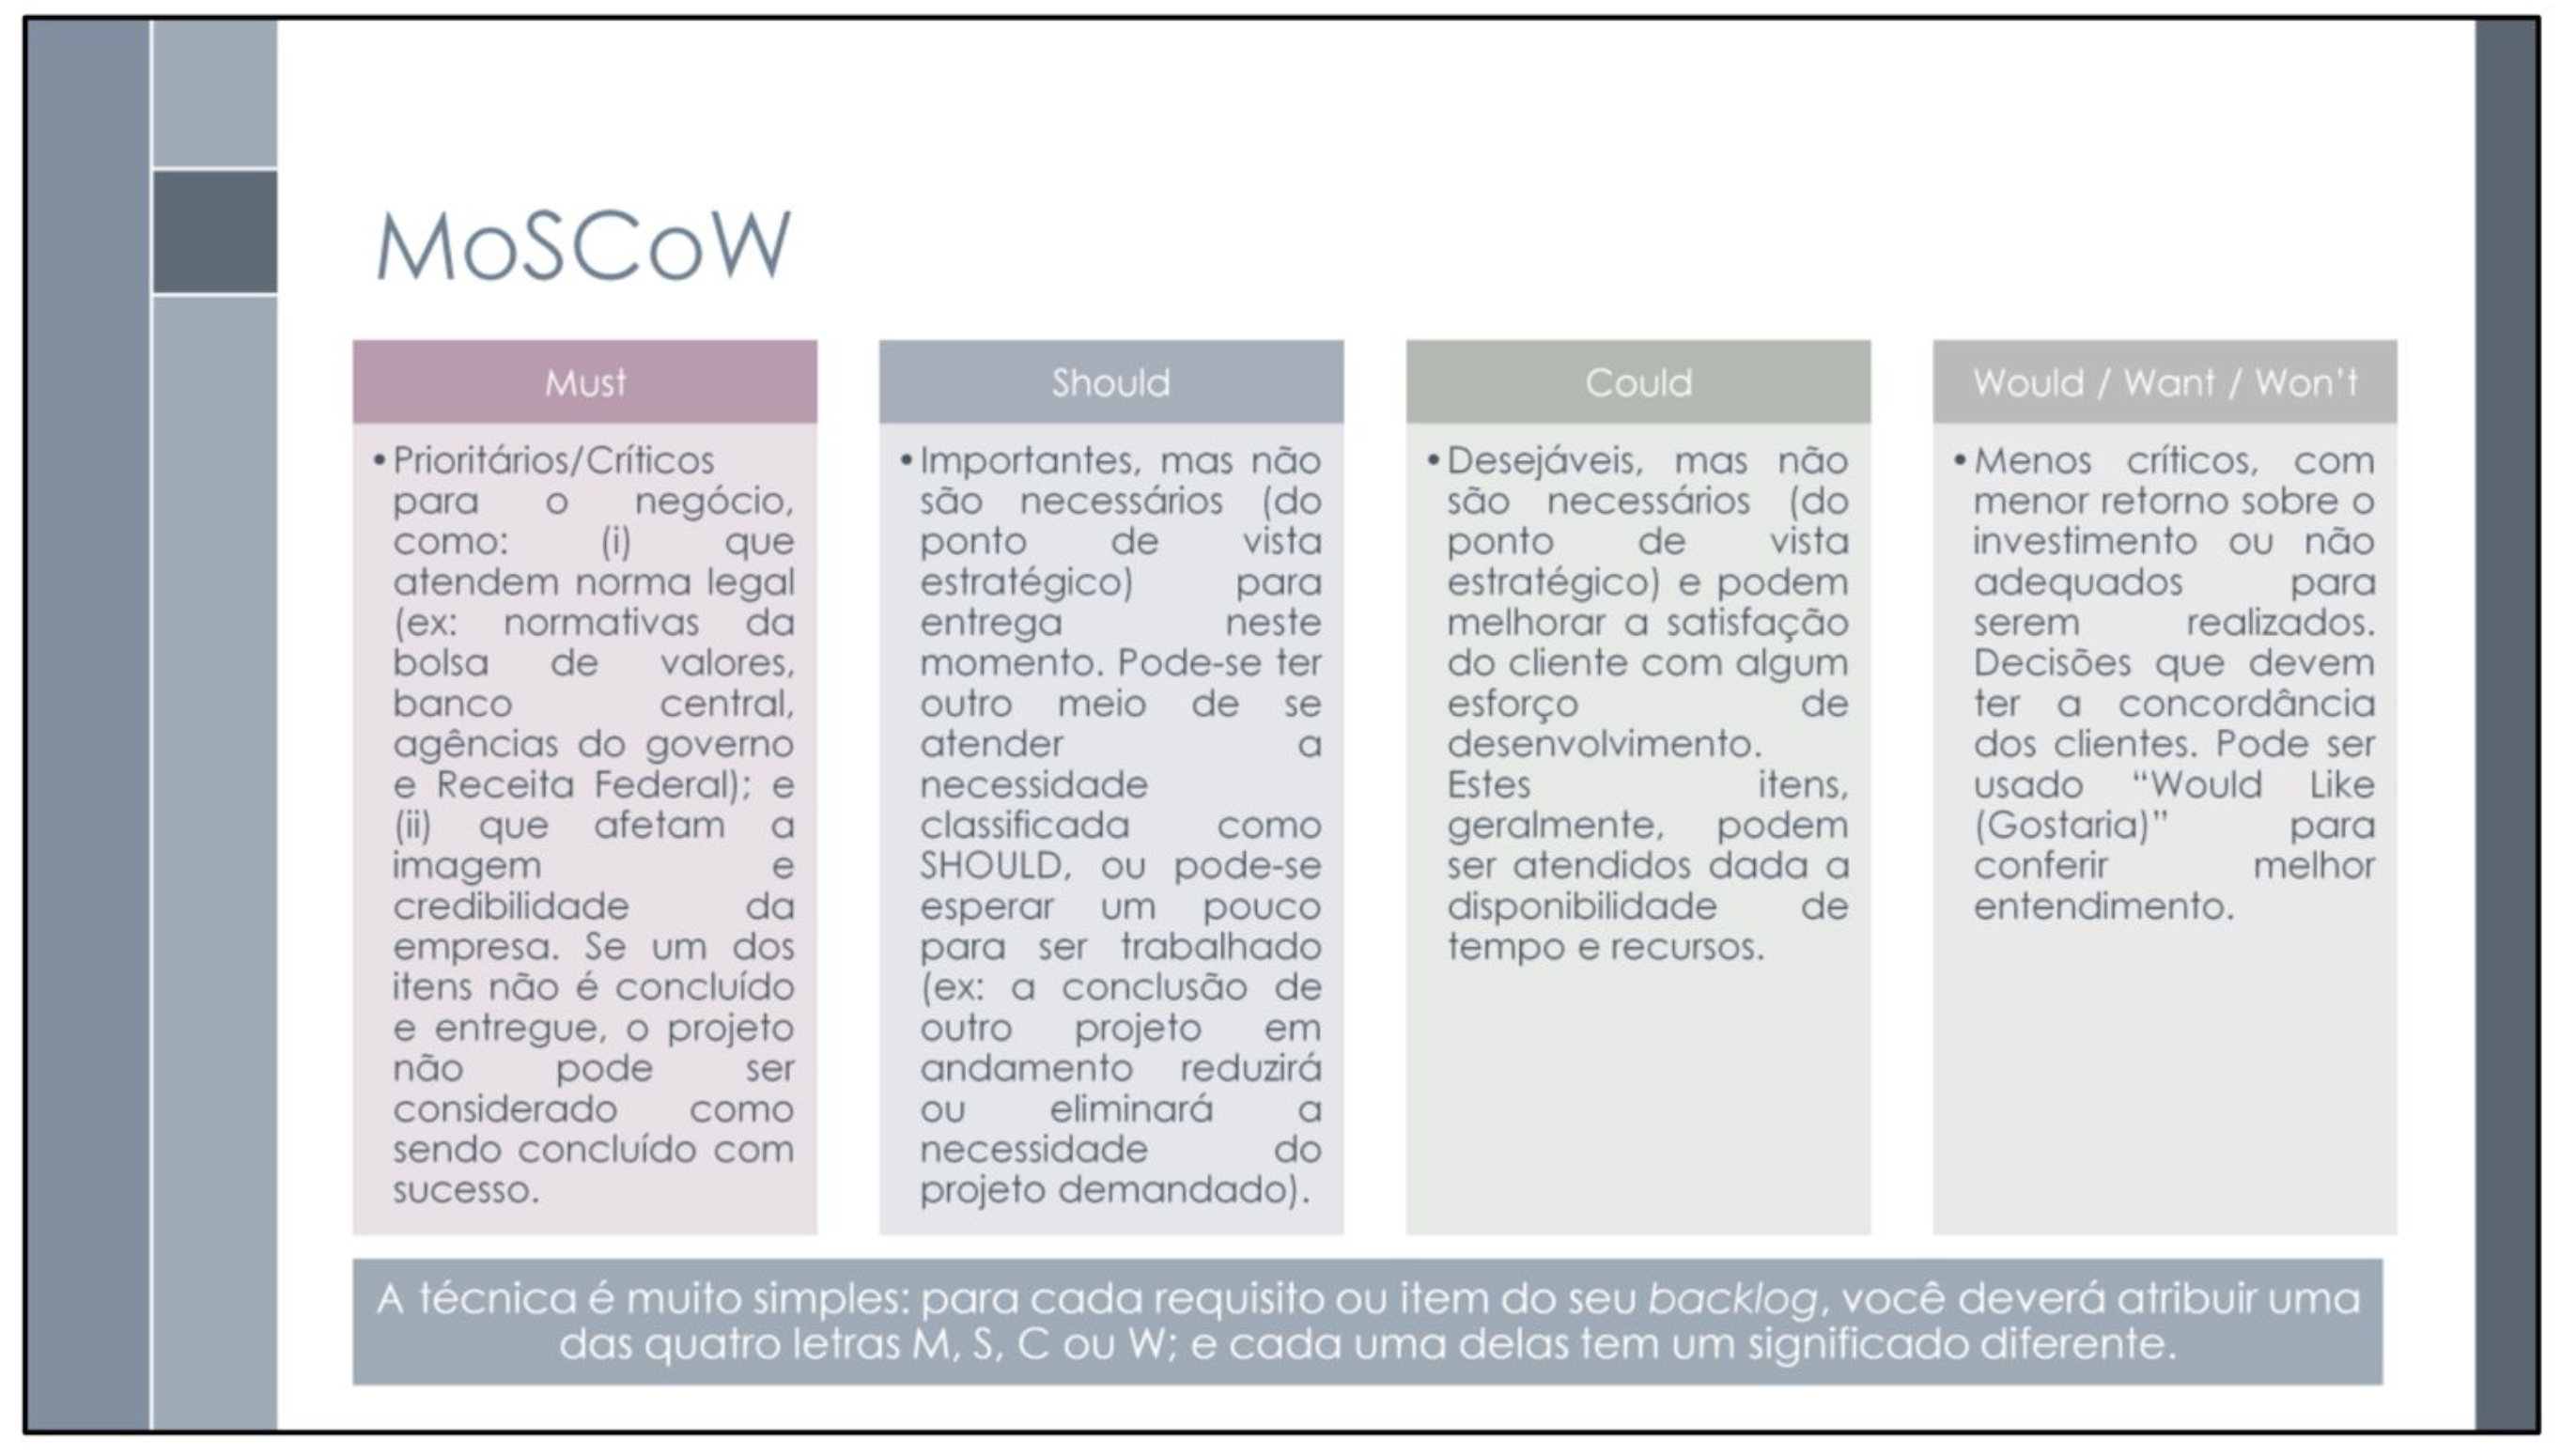 MoSCoW
Must
•Prioritários/Críticos
para o negócio,
como: (i) que
atendem norma legal
(ex: normativas da
bolsa de valores,
banco central,
agências do governo
e Receita Federal); e
(ii) que afetam a
imagem e
credibilidade da
empresa. Se um dos
itens não é concluído
e entregue, o projeto
não pode ser
considerado como
sendo concluído com
sucesso.
Should
•Importantes, mas não
são necessários (do
ponto de vista
estratégico) para
entrega neste
momento. Pode-se ter
outro meio de se
atender a
necessidade
classificada como
SHOULD, ou pode-se
esperar um pouco
para ser trabalhado
(ex: a conclusão de
outro projeto em
andamento reduzirá
ou eliminará a
necessidade do
projeto demandado).
Could
•Desejáveis, mas não
são necessários (do
ponto de vista
estratégico) e podem
melhorar a satisfação
do cliente com algum
esforço de
desenvolvimento.
Estes itens,
geralmente, podem
ser atendidos dada a
disponibilidade de
tempo e recursos.
Would / Want / Won't
•Menos críticos, com
menor retorno sobre o
investimento ou não
adequados para
serem realizados.
Decisões que devem
ter a concordância
dos clientes. Pode ser
usado “Would Like
(Gostaria)” para
conferir melhor
entendimento.
A técnica é muito simples: para cada requisito ou item do seu backlog, você deverá atribuir uma
das quatro letras M, S, C ou W; e cada uma delas tem um significado diferente.